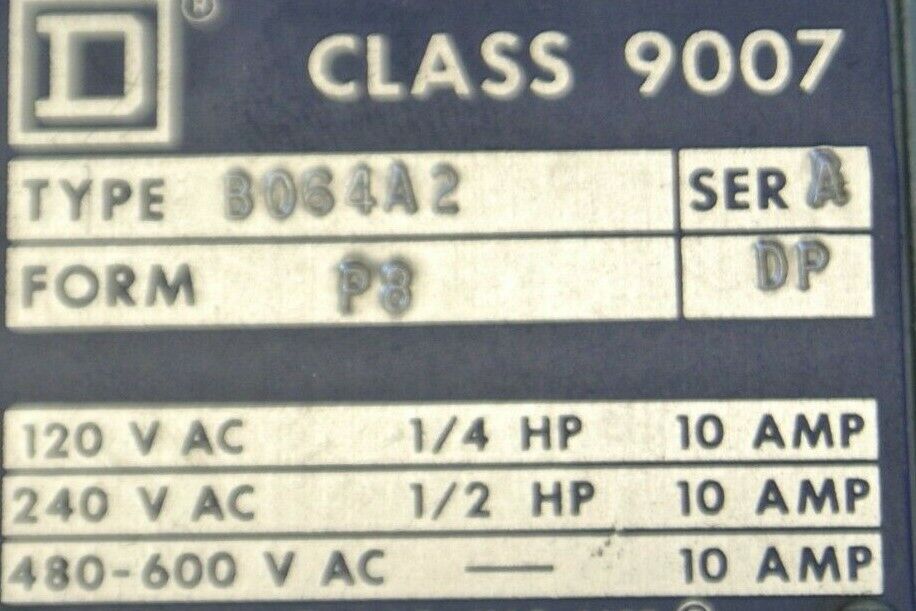 D ®
CLASS 9007
TYPE BO64A2 SER A
FORM P8 DP
120 V AC 1/4 HP 10 AMP
240 V AC 1/2 HP 10 AMP
480-600 V AC — 10 AMP